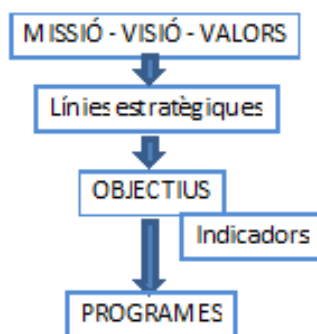 MISSIÓ - VISIÓ - VALORS
Línies estratègiques
OBJECTIUS
Indicadors
PROGRAMES